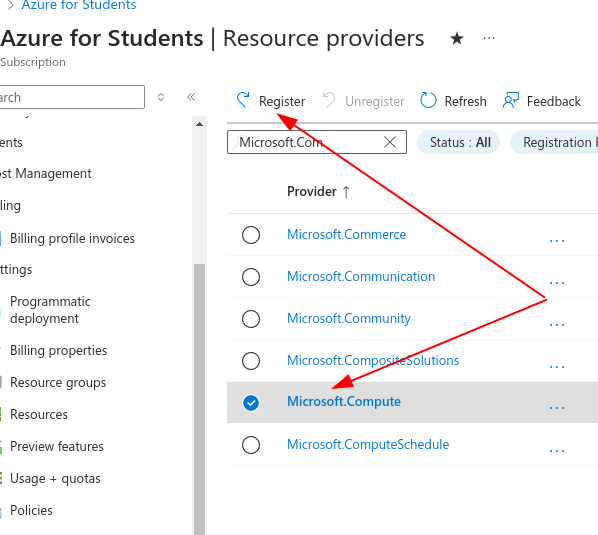 > Azure for Students
Azure for Students | Resource providers ★ ...
Subscription
arch
«
Register
Unregister
Refresh
Feedback
Microsoft.Com
Status : All
Registration
Provider ↑
ents
ost Management
ling
Billing profile invoices
ttings
Programmatic
deployment
Billing properties
Resource groups
Resources
Preview features
Usage + quotas
Policies
Microsoft.Commerce ...
Microsoft.Communication ...
Microsoft.Community ...
Microsoft.CompositeSolutions ...
Microsoft.Compute ...
Microsoft.ComputeSchedule ...